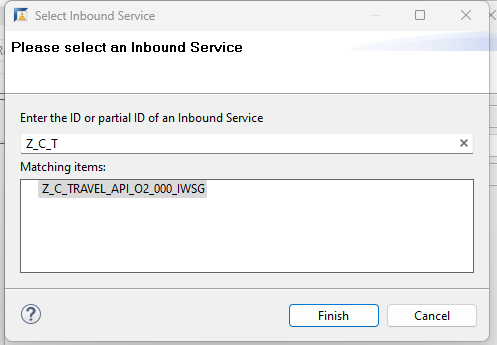 Select Inbound Service
Please select an Inbound Service
Enter the ID or partial ID of an Inbound Service
Z_C_T
Matching items:
Z_C_TRAVEL_API_O2_000_IWSG
?
Finish
Cancel